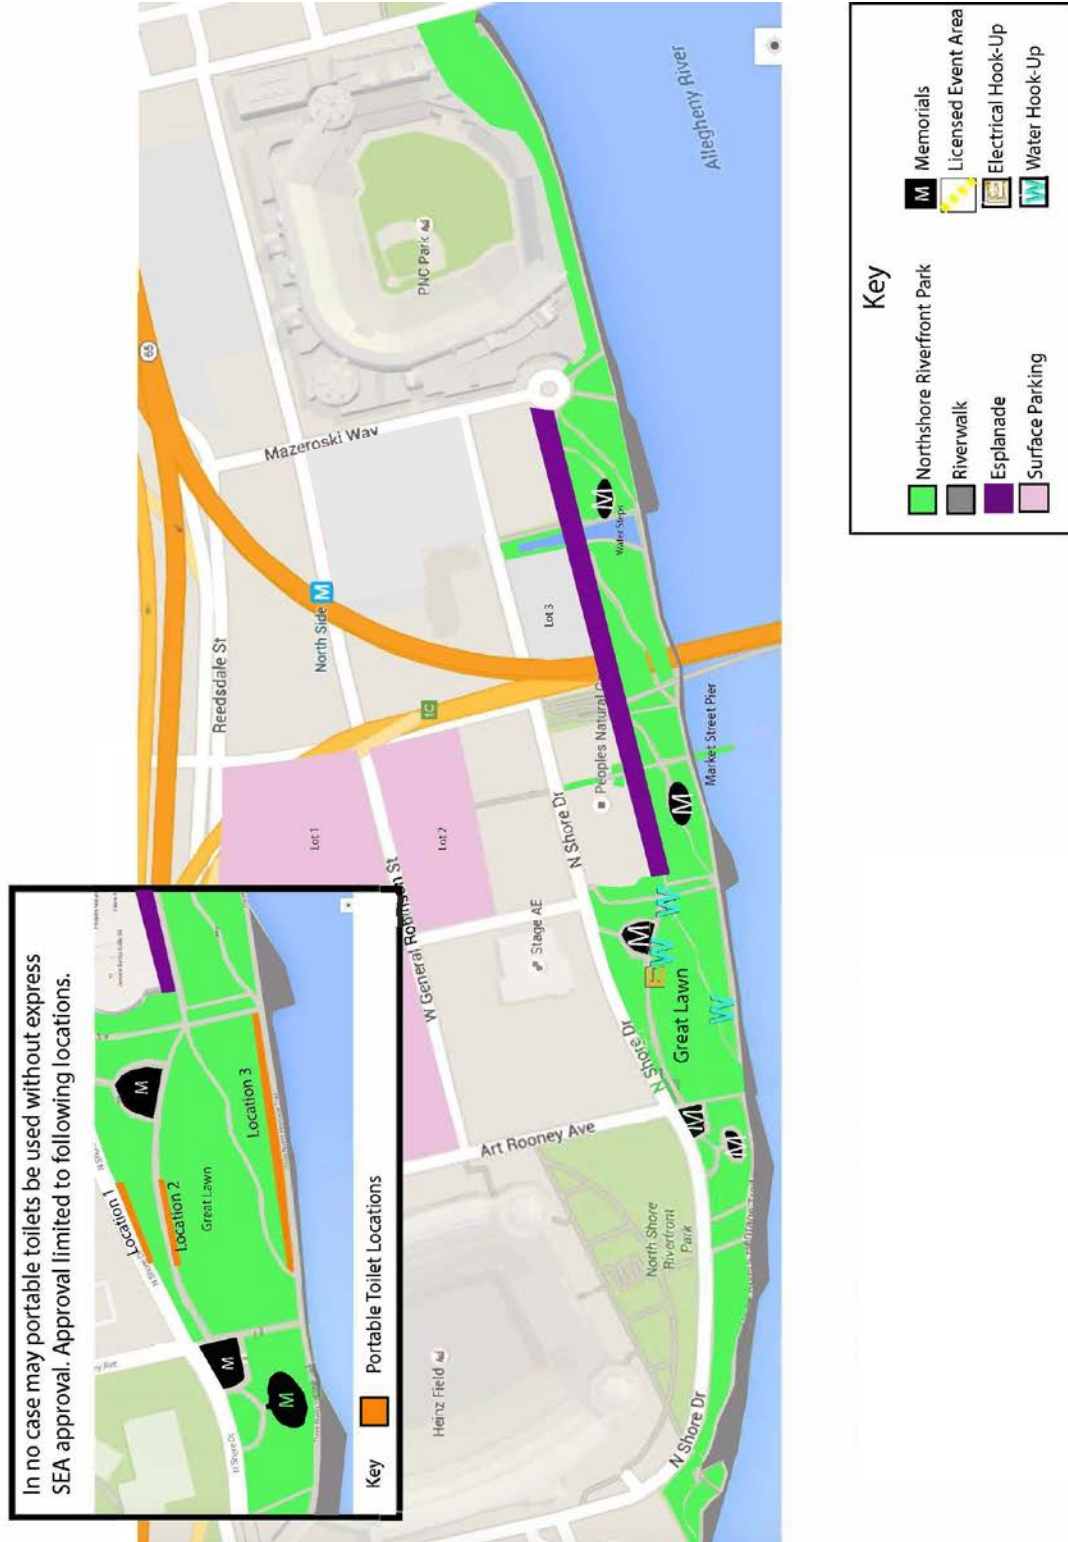 In no case may portable toilets be used without express
SEA approval. Approval limited to following locations.
N Shore Dr
Location 1
Location 2
Great Lawn
Location 3
M
M
M
N Shore Dr
Key
Portable Toilet Locations
65
Reedsdale St
Mazeroski Way
North Side M
1C
PNC Park
Allegheny River
Lot 1
Lot 2
Lot 3
W General Robinson St
N Shore Dr
Stage AE
Peoples Natural
Water Steps
Market Street Pier
M
M
M
M
M
E
W
W
W
Great Lawn
N Shore Dr
Art Rooney Ave
North Shore
Riverfront
Park
Heinz Field
N Shore Dr
Key
Northshore Riverfront Park
Riverwalk
Esplanade
Surface Parking
M Memorials
Licensed Event Area
E Electrical Hook-Up
W Water Hook-Up